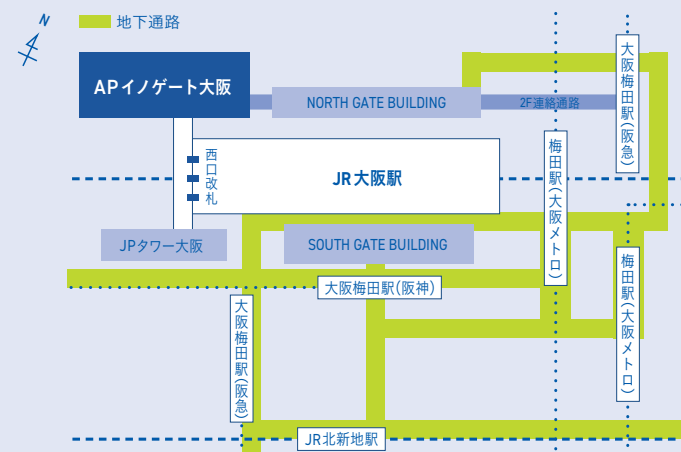 N
地下通路
APイノゲート大阪
NORTH GATE BUILDING
2F連絡通路
大阪梅田駅(阪急)
西口改札
JR大阪駅
梅田駅(大阪メトロ)
JPタワー大阪
SOUTH GATE BUILDING
大阪梅田駅(阪神)
梅田駅(大阪メトロ)
大阪梅田駅(阪急)
JR北新地駅